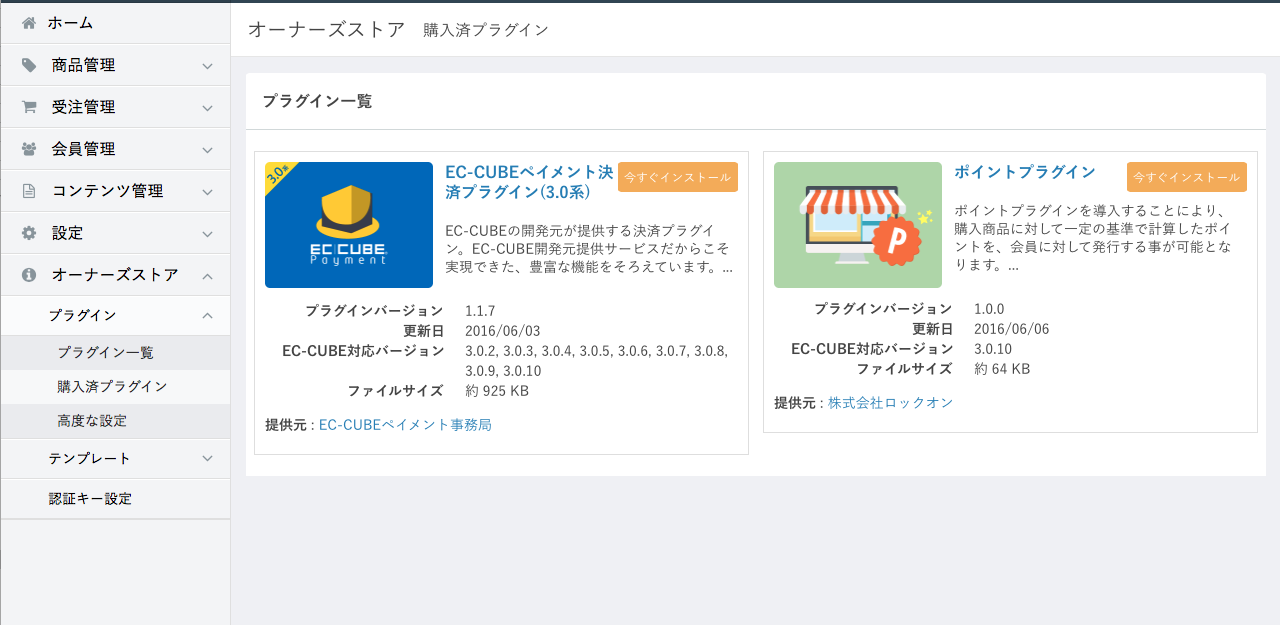 ホーム
商品管理
受注管理
会員管理
コンテンツ管理
設定
オーナーズストア
プラグイン
プラグイン一覧
購入済プラグイン
高度な設定
テンプレート
認証キー設定
オーナーズストア 購入済プラグイン
プラグイン一覧
3.0系
EC CUBE
Payment
EC-CUBEペイメント決
済プラグイン(3.0系)
今すぐインストール
EC-CUBEの開発元が提供する決済プラグイ
ン。EC-CUBE開発元提供サービスだからこそ
実現できた、豊富な機能をそろえています。...
プラグインバージョン 1.1.7
更新日 2016/06/03
EC-CUBE対応バージョン 3.0.2, 3.0.3, 3.0.4, 3.0.5, 3.0.6, 3.0.7, 3.0.8,
3.0.9, 3.0.10
ファイルサイズ 約 925 KB
提供元 : EC-CUBEペイメント事務局
P
ポイントプラグイン
今すぐインストール
ポイントプラグインを導入することにより、
購入商品に対して一定の基準で計算したポイ
ントを、会員に対して発行する事が可能とな
ります。...
プラグインバージョン 1.0.0
更新日 2016/06/06
EC-CUBE対応バージョン 3.0.10
ファイルサイズ 約 64 KB
提供元 : 株式会社ロックオン